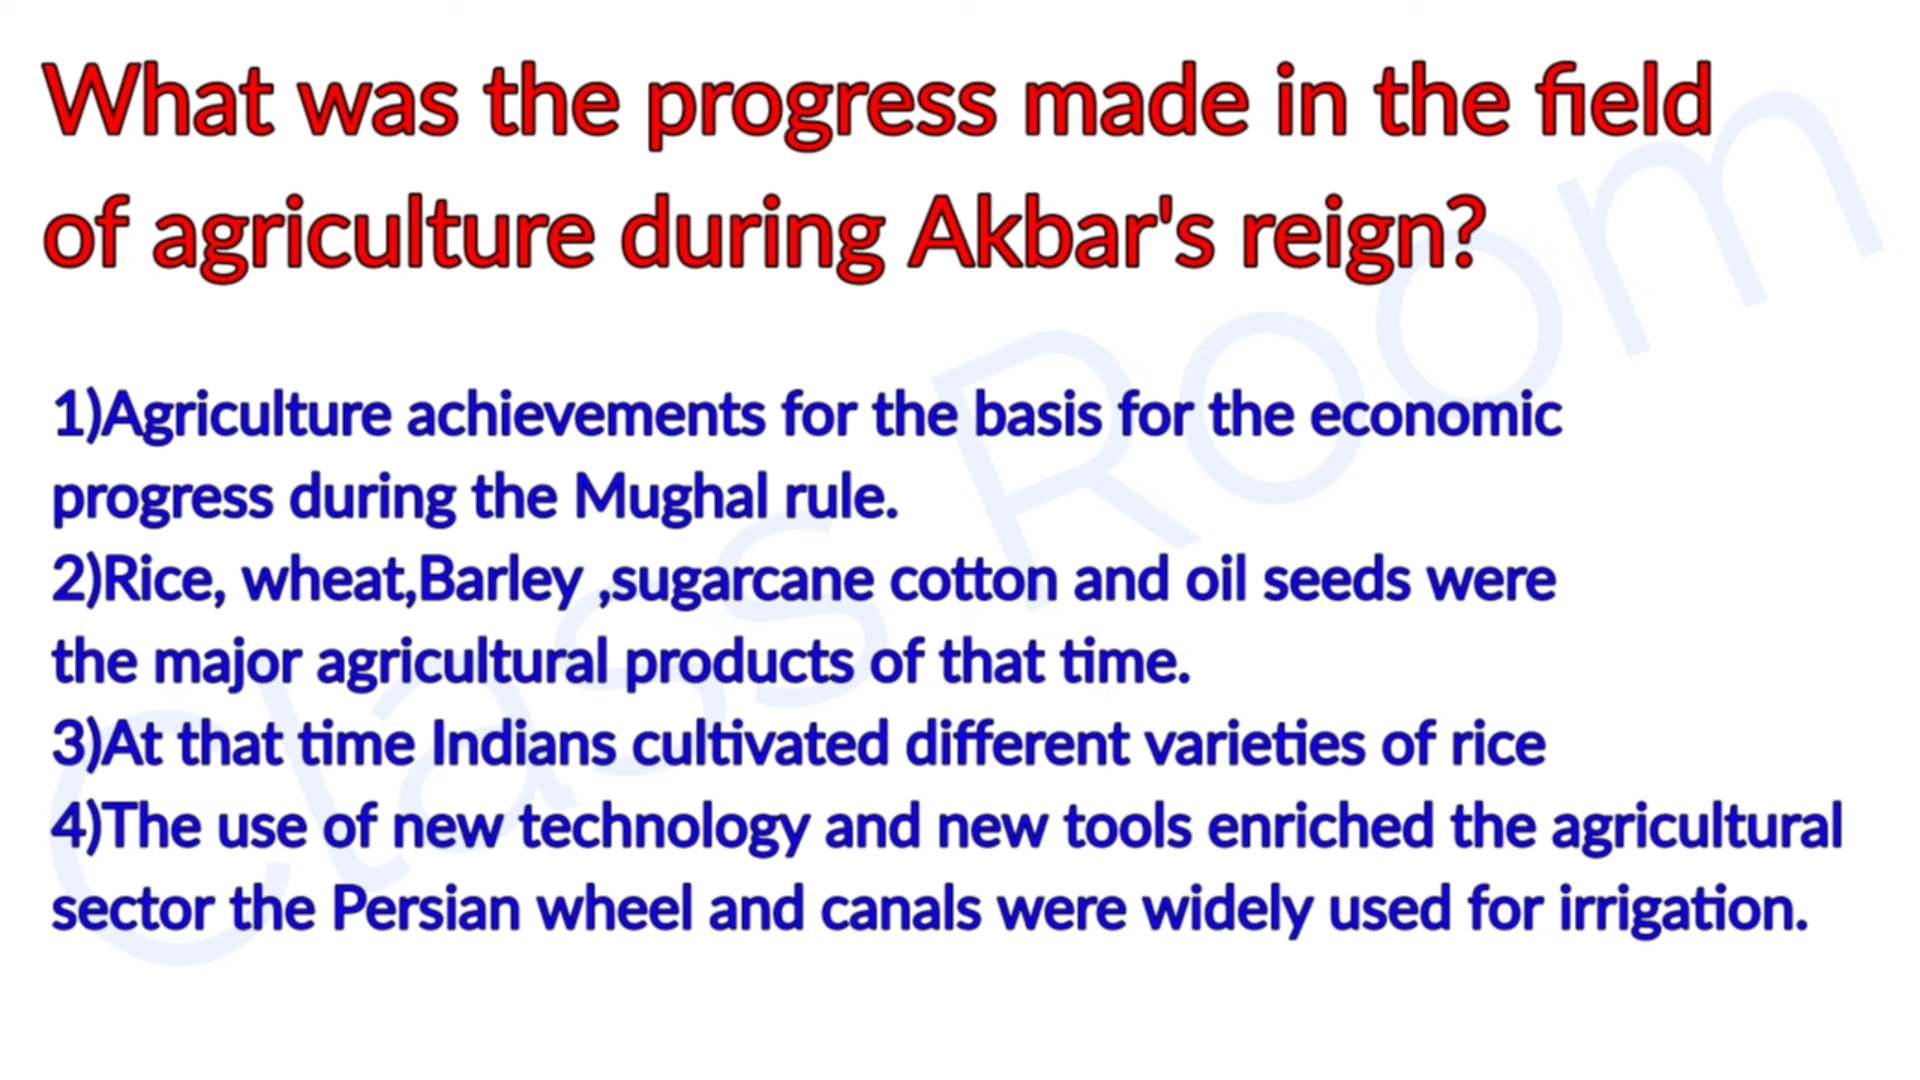 What was the progress made in the field
of agriculture during Akbar's reign?
1)Agriculture achievements for the basis for the economic
progress during the Mughal rule.
2)Rice, wheat,Barley ,sugarcane cotton and oil seeds were
the major agricultural products of that time.
3)At that time Indians cultivated different varieties of rice
4)The use of new technology and new tools enriched the agricultural
sector the Persian wheel and canals were widely used for irrigation.
Class Room